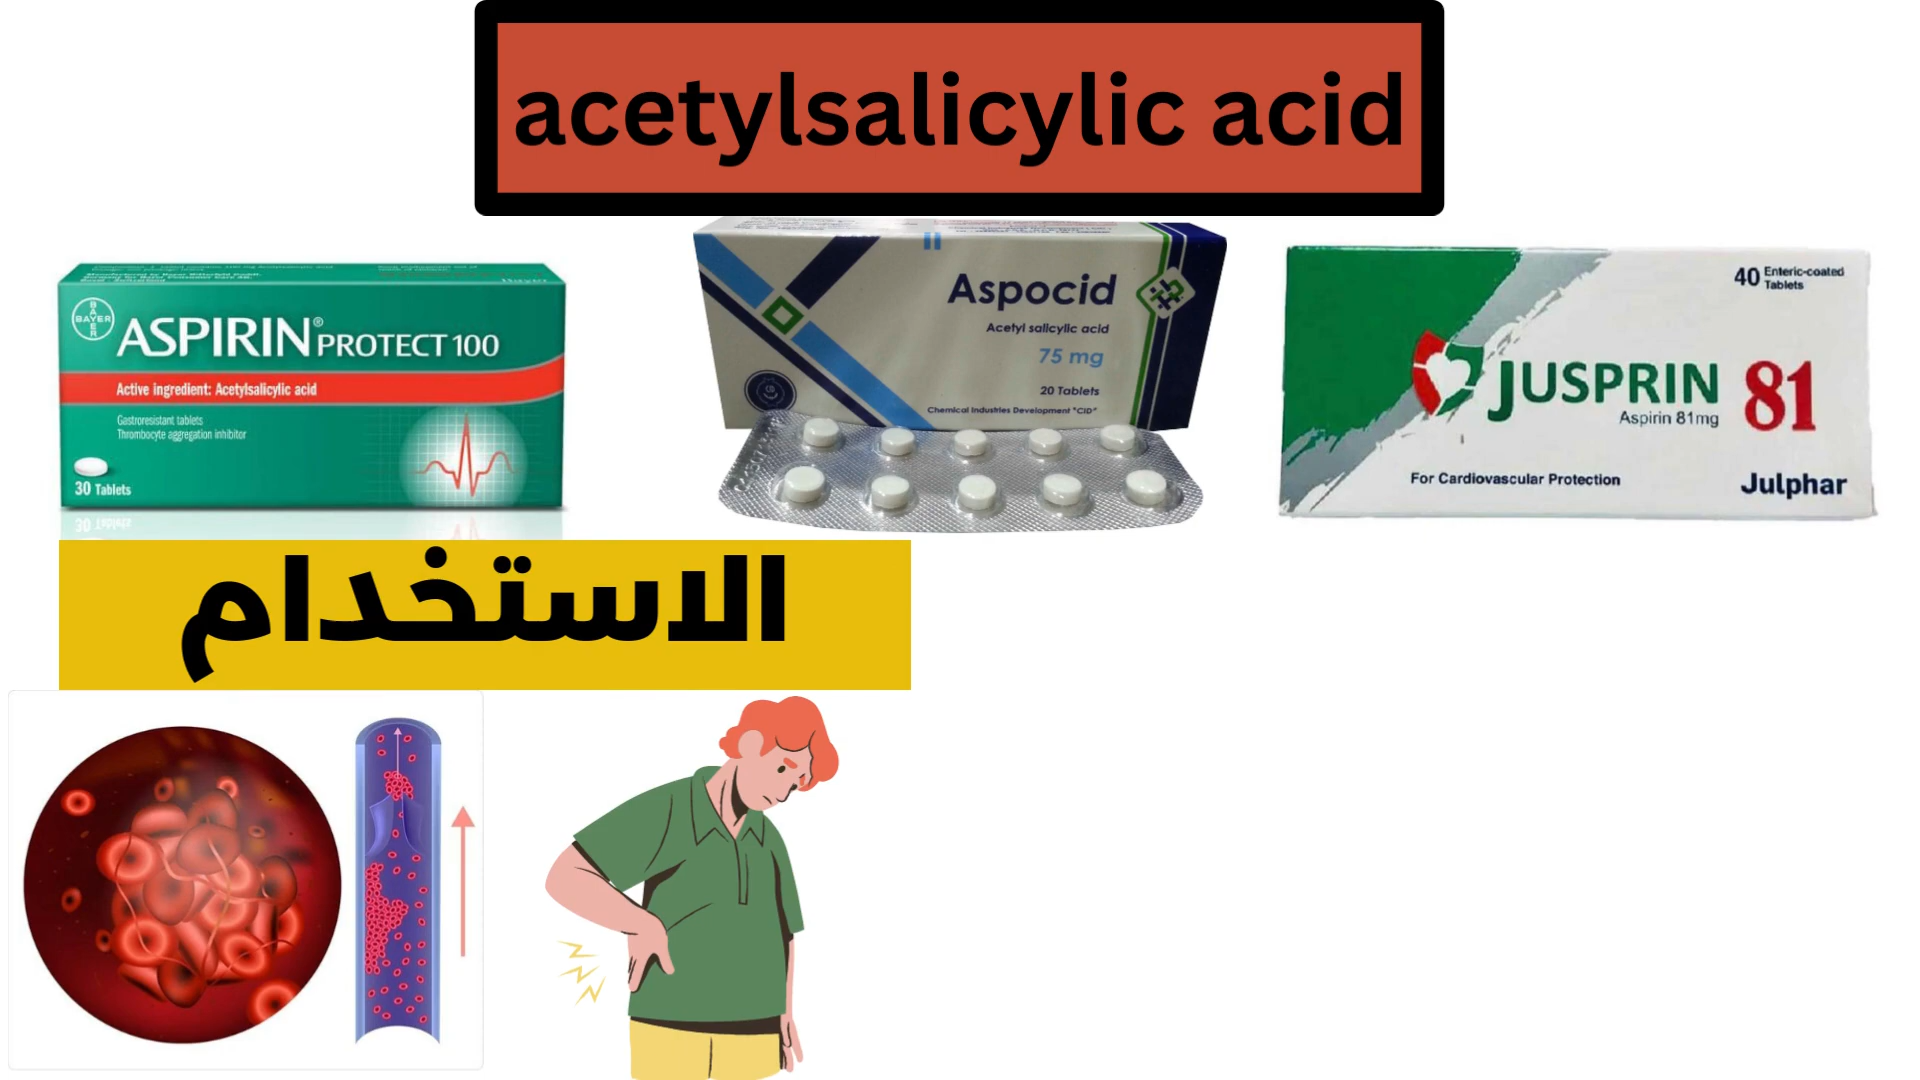 acetylsalicylic acid
BAYER
BAYER
ASPIRIN® PROTECT 100
Active ingredient: Acetylsalicylic acid
Gastroresistant tablets
Thrombocyte aggregation inhibitor
30 Tablets
Aspocid
Acetyl salicylic acid
75 mg
20 Tablets
Chemical Industries Development "CID"
40 Enteric-coated
Tablets
JUSPRIN 81
Aspirin 81mg
For Cardiovascular Protection
Julphar
الاستخدام